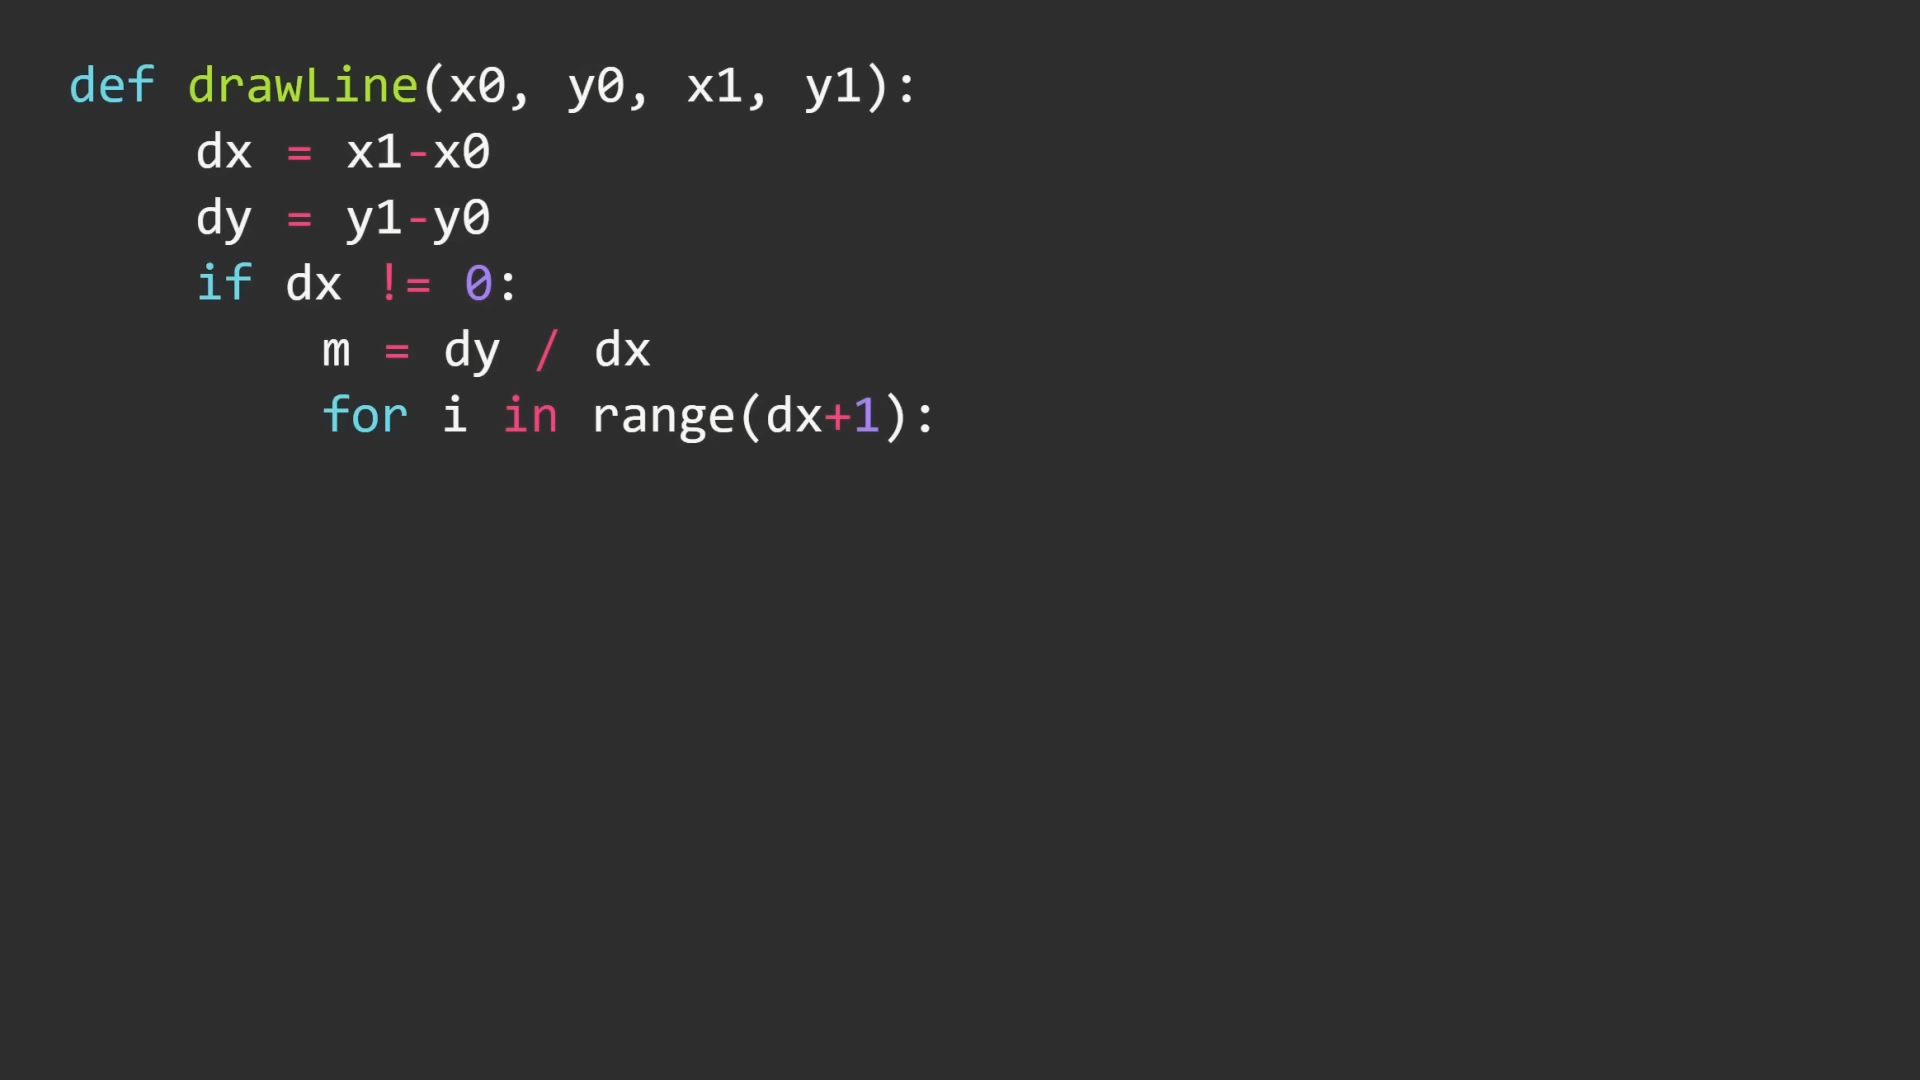 def drawLine(x0, y0, x1, y1):
    dx = x1-x0
    dy = y1-y0
    if dx != 0:
        m = dy / dx
        for i in range(dx+1):